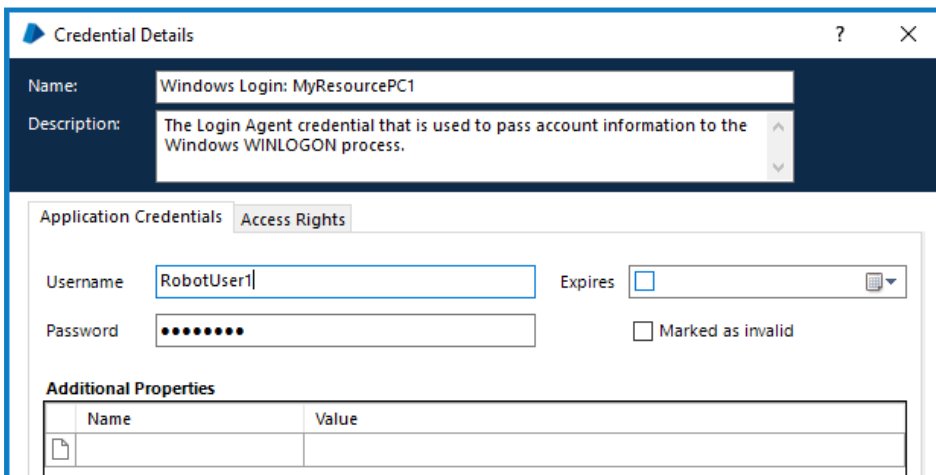 Credential Details ?
Name: Windows Login: MyResourcePC1
Description: The Login Agent credential that is used to pass account information to the
Windows WINLOGON process.
Application Credentials Access Rights
Username RobotUser1 Expires
Password •••••••• Marked as invalid
Additional Properties
Name Value